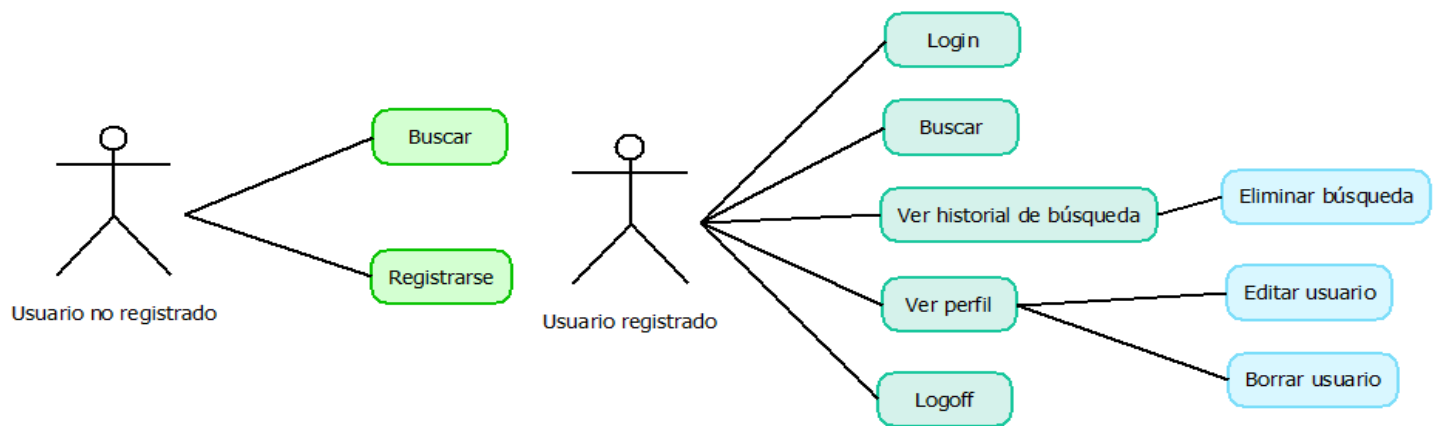 Buscar
Registrarse
Usuario no registrado
Login
Buscar
Ver historial de búsqueda
Eliminar búsqueda
Ver perfil
Editar usuario
Borrar usuario
Logoff
Usuario registrado